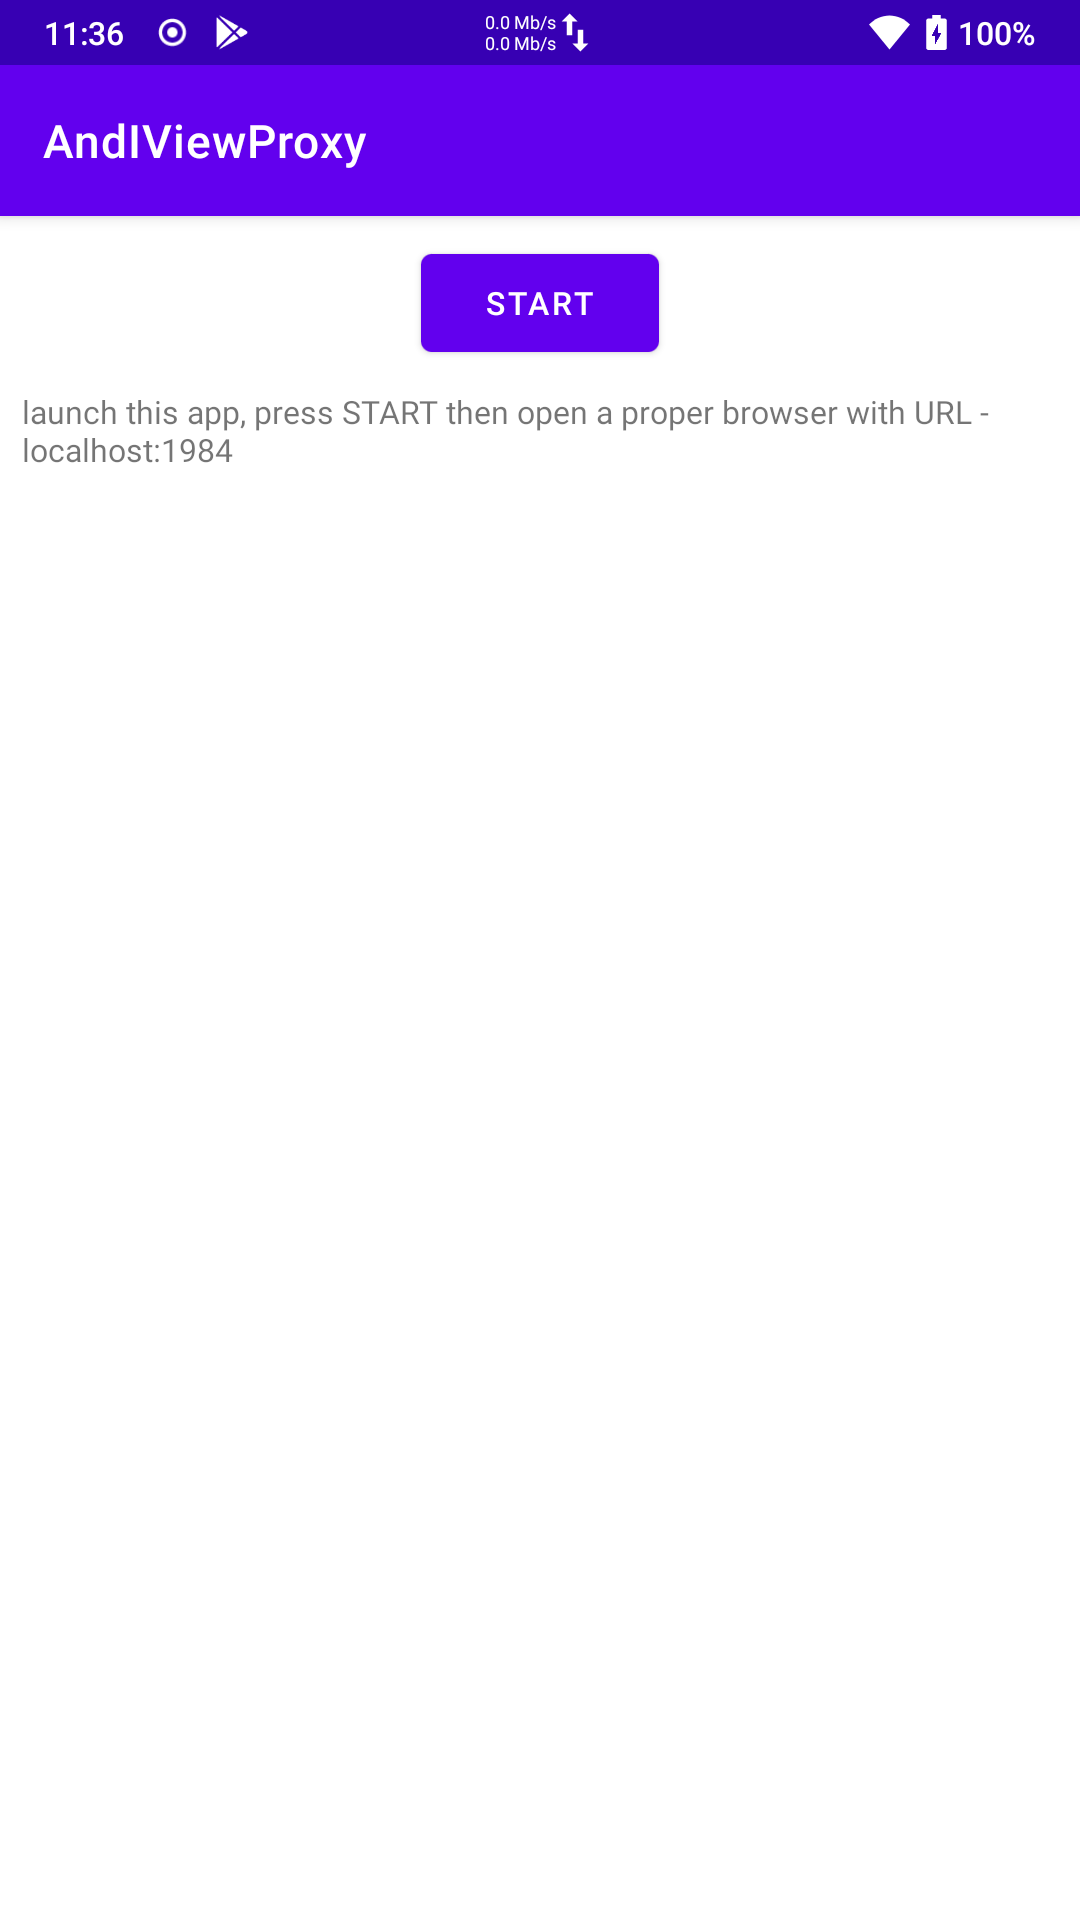 11:36
0.0 Mb/s
0.0 Mb/s
100%
AndIViewProxy
START
launch this app, press START then open a proper browser with URL -
localhost:1984